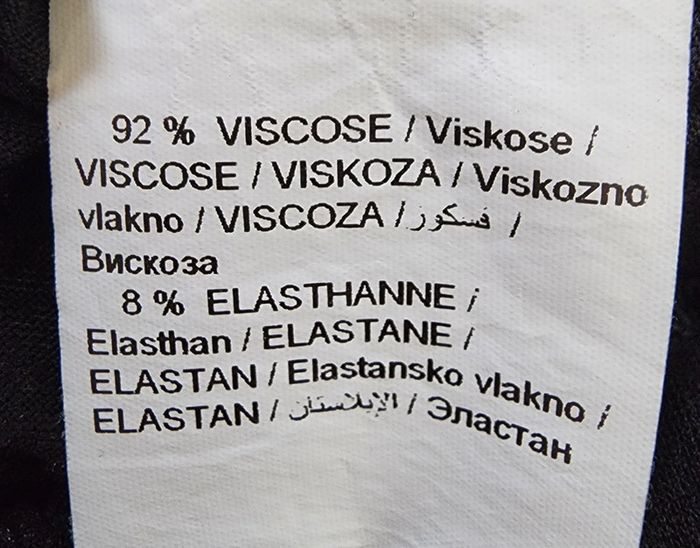 92 % VISCOSE / Viskose /
VISCOSE / VISKOZA / Viskozno
vlakno / VISCOZA / فسكوز /
Вискоза
8 % ELASTHANNE /
Elasthan / ELASTANE /
ELASTAN / Elastansko vlakno /
ELASTAN / الإيلاستان / Эластан